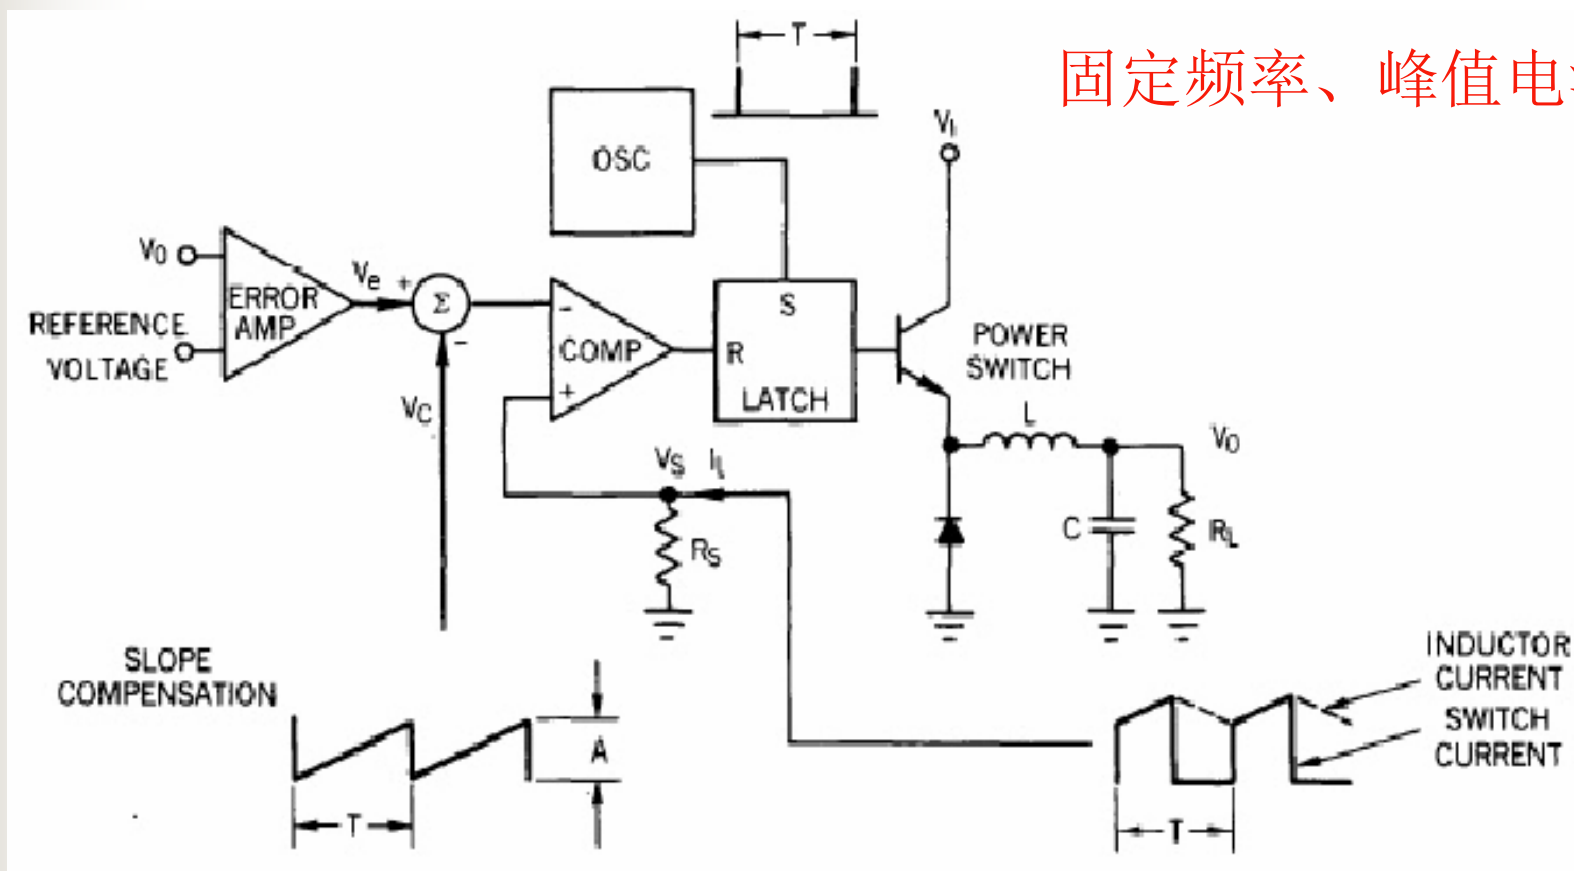 T
固定频率、峰值电
V₁
OSC
V₀
REFERENCE
VOLTAGE
ERROR
AMP
Ve
+
Σ
-
VC
-
COMP
+
S
R
LATCH
POWER
SWITCH
L
V₀
VS
IL
RS
C
RL
SLOPE
COMPENSATION
A
T
INDUCTOR
CURRENT
SWITCH
CURRENT
T